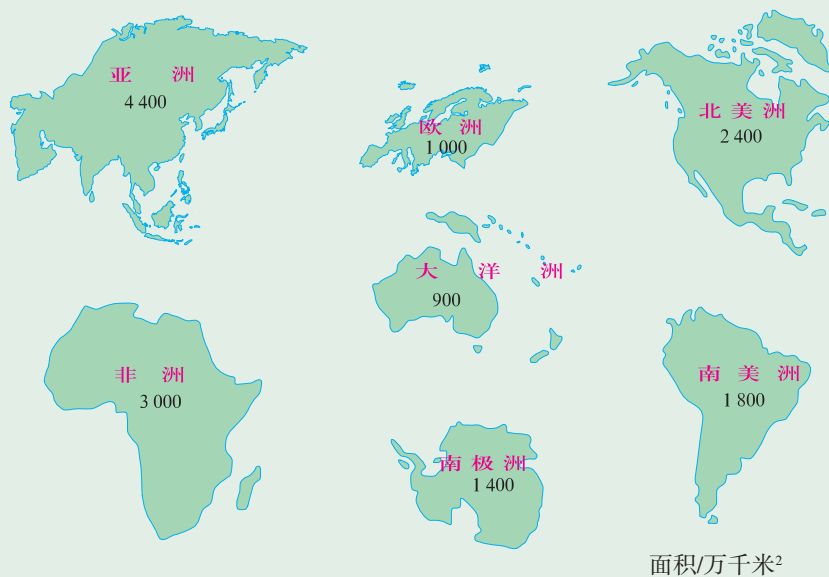 亚洲
4 400
欧洲
1 000
北美洲
2 400
大洋洲
900
非洲
3 000
南极洲
1 400
南美洲
1 800
面积/万千米²